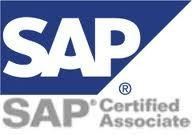 SAP
®
SAP® Certified
Associate